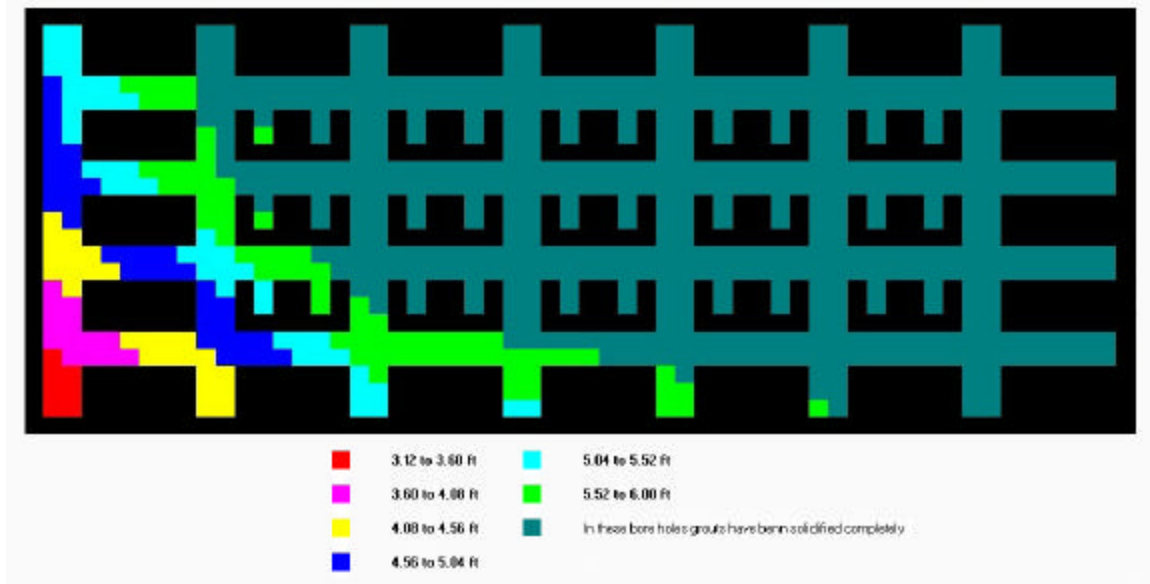 3.12 to 3.60 ft
3.60 to 4.08 ft
4.08 to 4.56 ft
4.56 to 5.04 ft
5.04 to 5.52 ft
5.52 to 6.00 ft
In these bore holes grouts have benn solidified completely